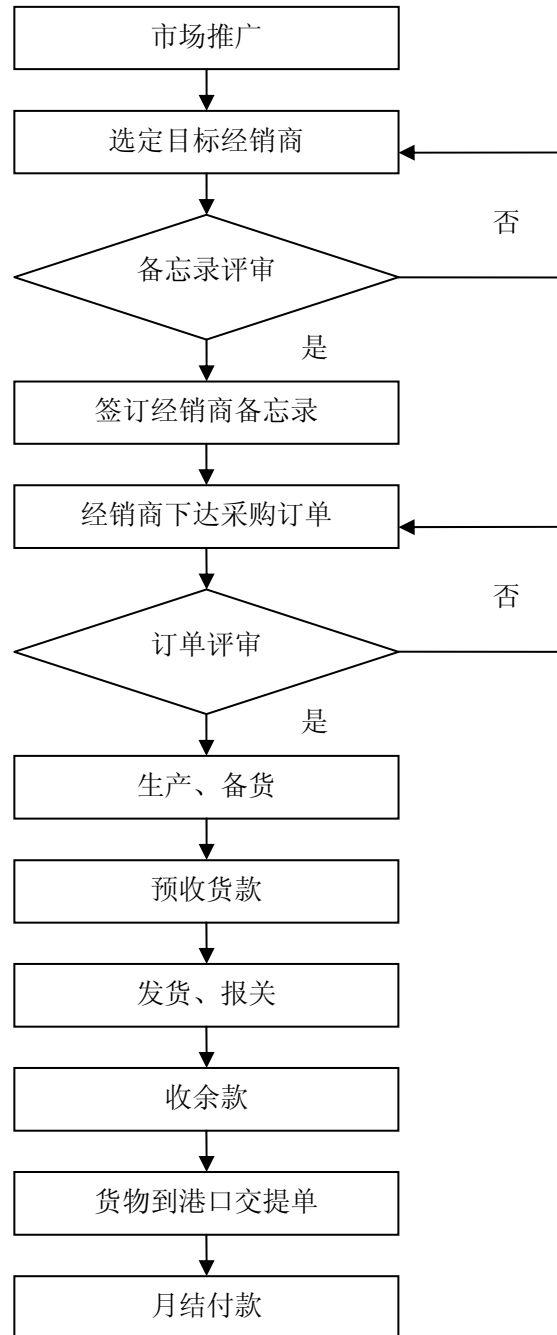 市场推广
选定目标经销商
否
备忘录评审
是
签订经销商备忘录
经销商下达采购订单
否
订单评审
是
生产、备货
预收货款
发货、报关
收余款
货物到港口交提单
月结付款